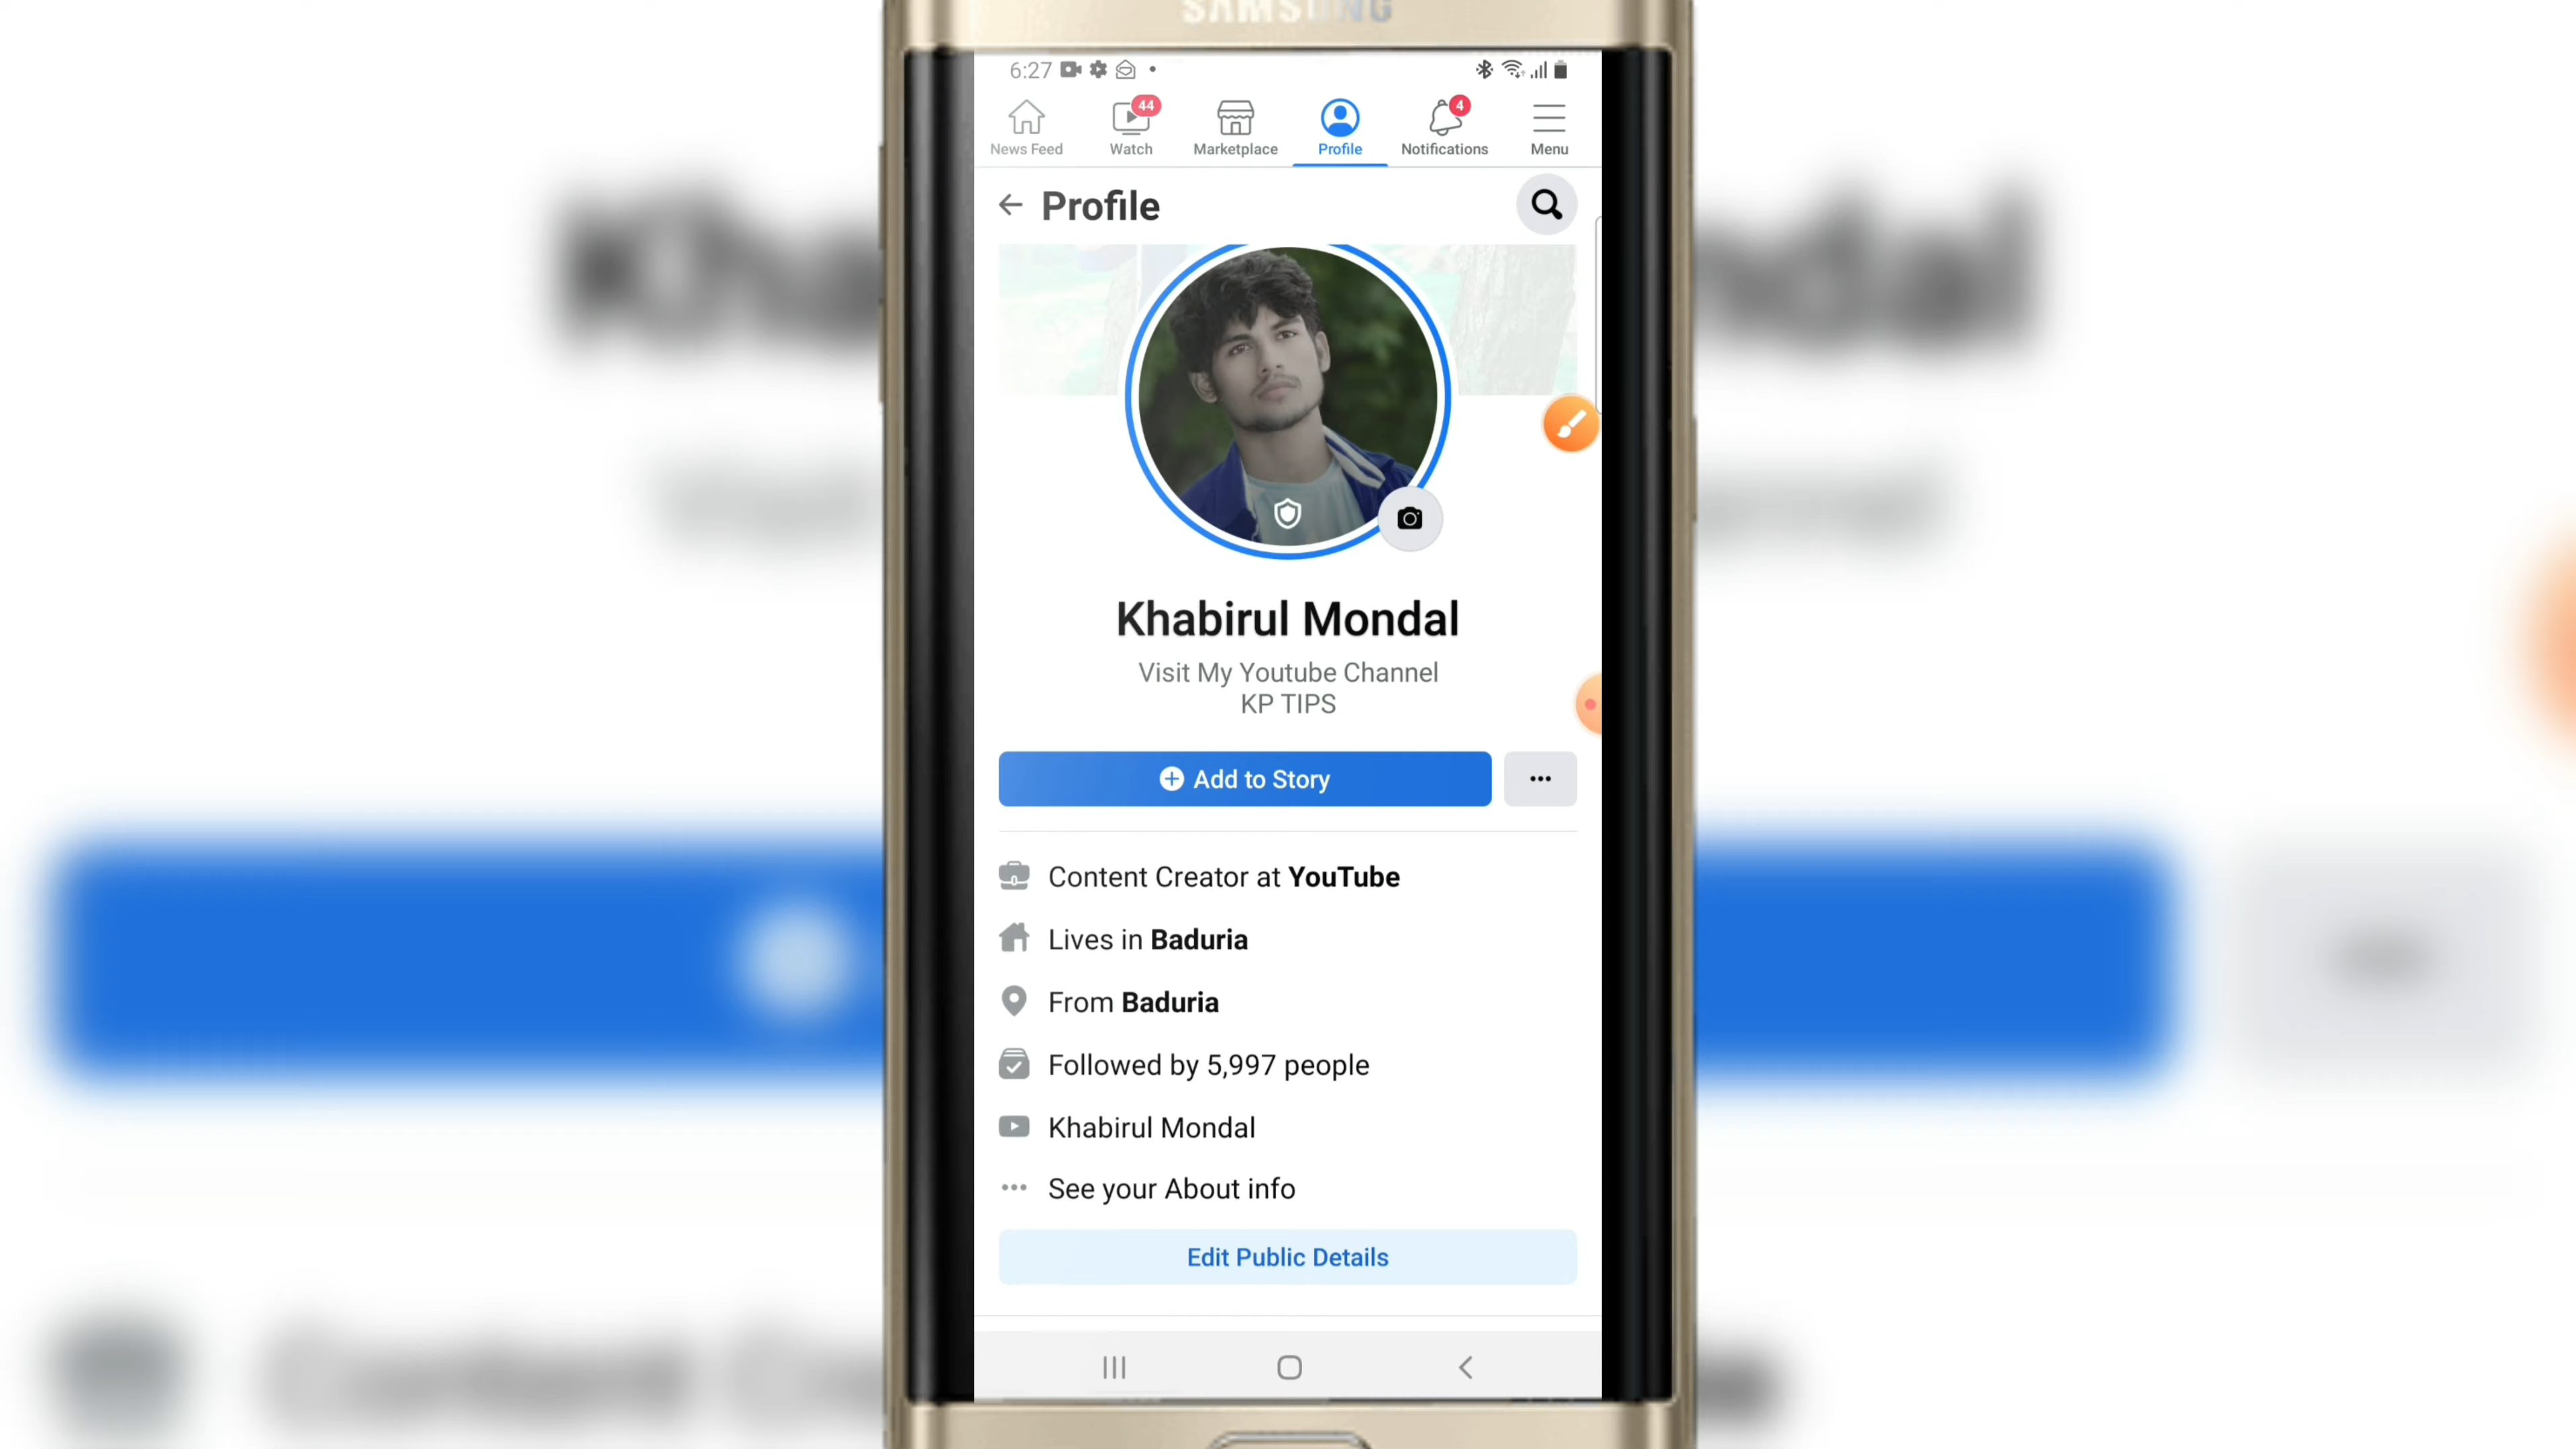 SAMSUNG
6:27
44
4
News Feed Watch Marketplace Profile Notifications Menu
Profile
Khabirul Mondal
Visit My Youtube Channel
KP TIPS
Add to Story
Content Creator at YouTube
Lives in Baduria
From Baduria
Followed by 5,997 people
Khabirul Mondal
See your About info
Edit Public Details